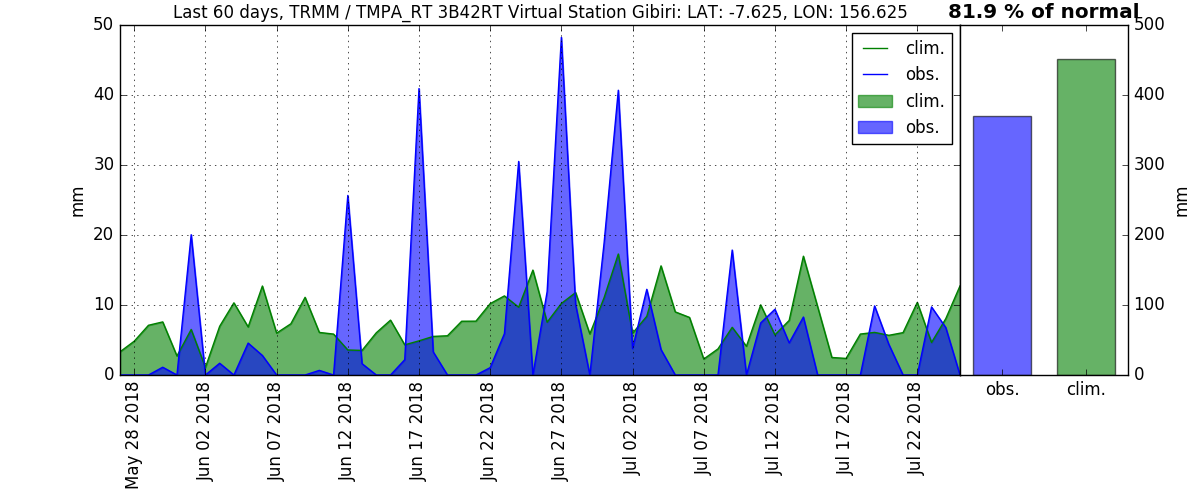 Last 60 days, TRMM / TMPA_RT 3B42RT Virtual Station Gibiri: LAT: -7.625, LON: 156.625
81.9 % of normal
50
40
30
20
10
0
mm
clim.
obs.
clim.
obs.
500
400
300
200
100
0
mm
May 28 2018
Jun 02 2018
Jun 07 2018
Jun 12 2018
Jun 17 2018
Jun 22 2018
Jun 27 2018
Jul 02 2018
Jul 07 2018
Jul 12 2018
Jul 17 2018
Jul 22 2018
obs.
clim.